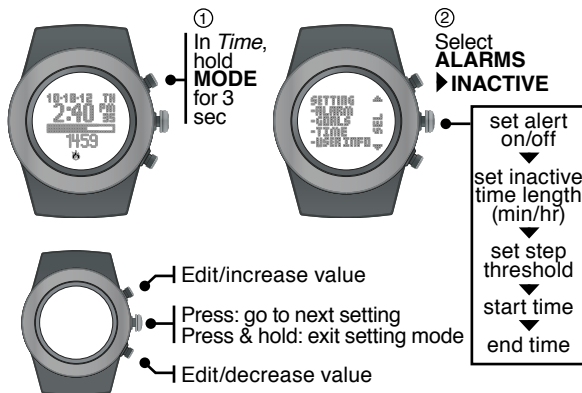 ①
In Time,
hold
MODE
for 3
sec
10-10-12 TH
2:40 PM
35
1459
②
Select
ALARMS
▶INACTIVE
SETTING
-ALARM
-GOALS
-TIME
-USER INFO
SEL
set alert
on/off
set inactive
time length
(min/hr)
set step
threshold
start time
end time
Edit/increase value
Press: go to next setting
Press & hold: exit setting mode
Edit/decrease value